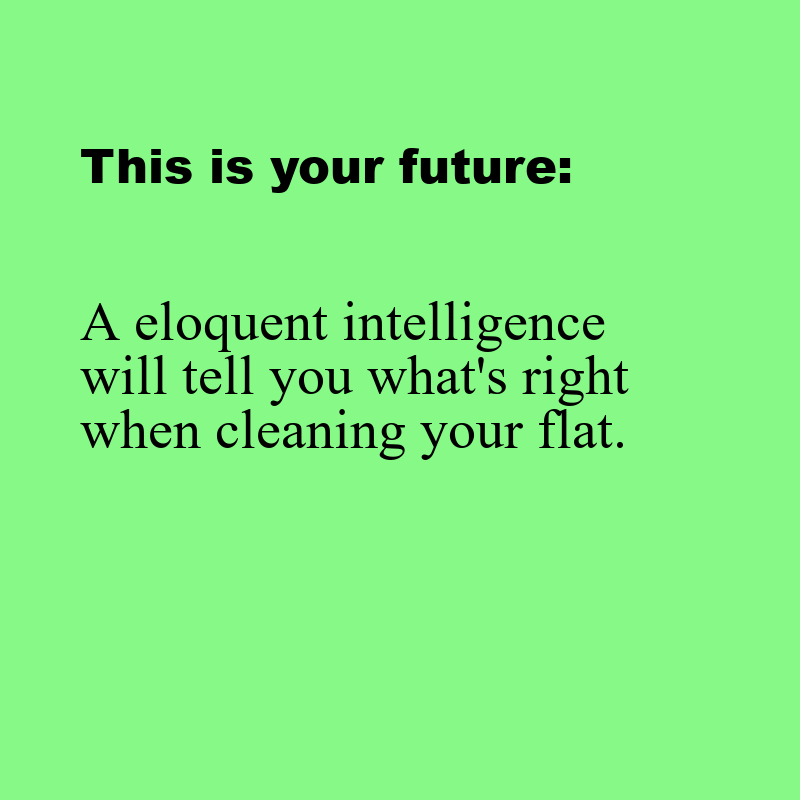 This is your future:
A eloquent intelligence
will tell you what's right
when cleaning your flat.